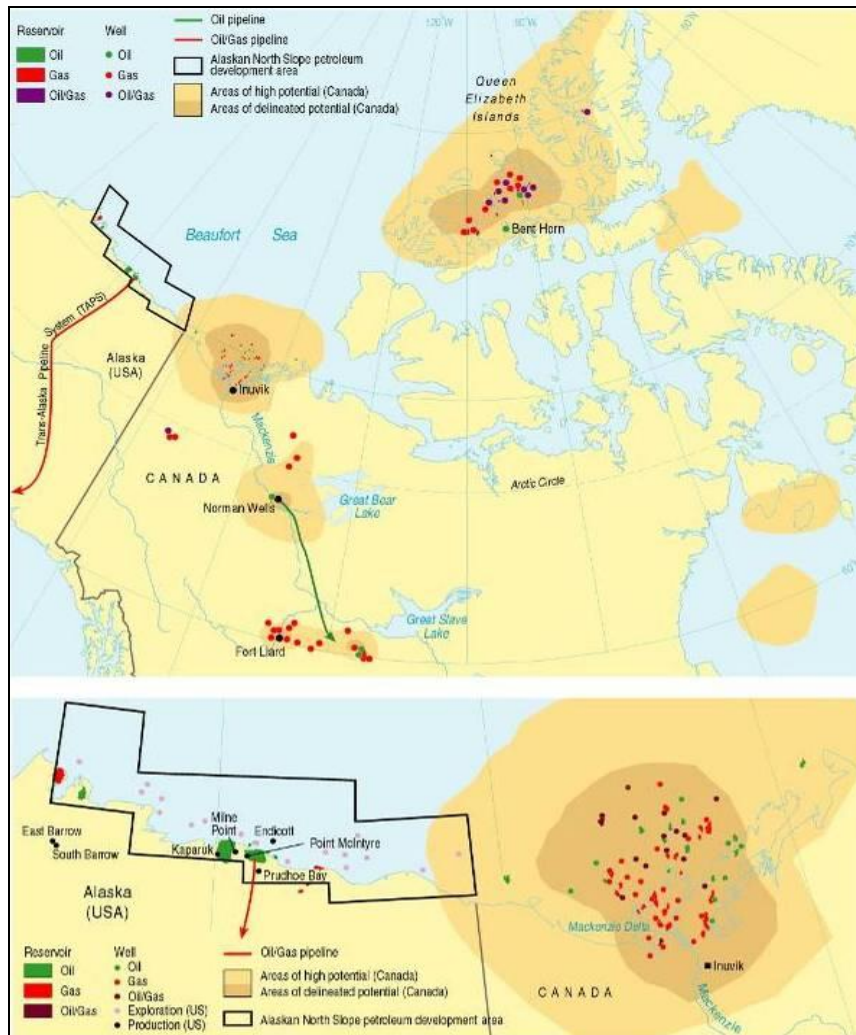 Reservoir
Well
Oil
Oil
Gas
Gas
Oil/Gas
Oil/Gas
Oil pipeline
Oil/Gas pipeline
Alaskan North Slope petroleum
development area
Areas of high potential (Canada)
Areas of delineated potential (Canada)
120°W
Queen
Elizabeth
Islands
Bent Horn
Beaufort Sea
Trans-Alaska Pipeline System (TAPS)
Alaska
(USA)
Inuvik
Mackenzie
CANADA
Norman Wells
Great Bear
Lake
Arctic Circle
Great Slave
Lake
Fort Liard
East Barrow
South Barrow
Milne
Point
Endicott
Kaparuk
Point McIntyre
Prudhoe Bay
Alaska
(USA)
Reservoir
Well
Oil
Oil
Gas
Gas
Oil/Gas
Oil/Gas
Exploration (US)
Production (US)
Oil/Gas pipeline
Areas of high potential (Canada)
Areas of delineated potential (Canada)
Alaskan North Slope petroleum development area
Mackenzie Delta
Inuvik
CANADA
Mackenzie